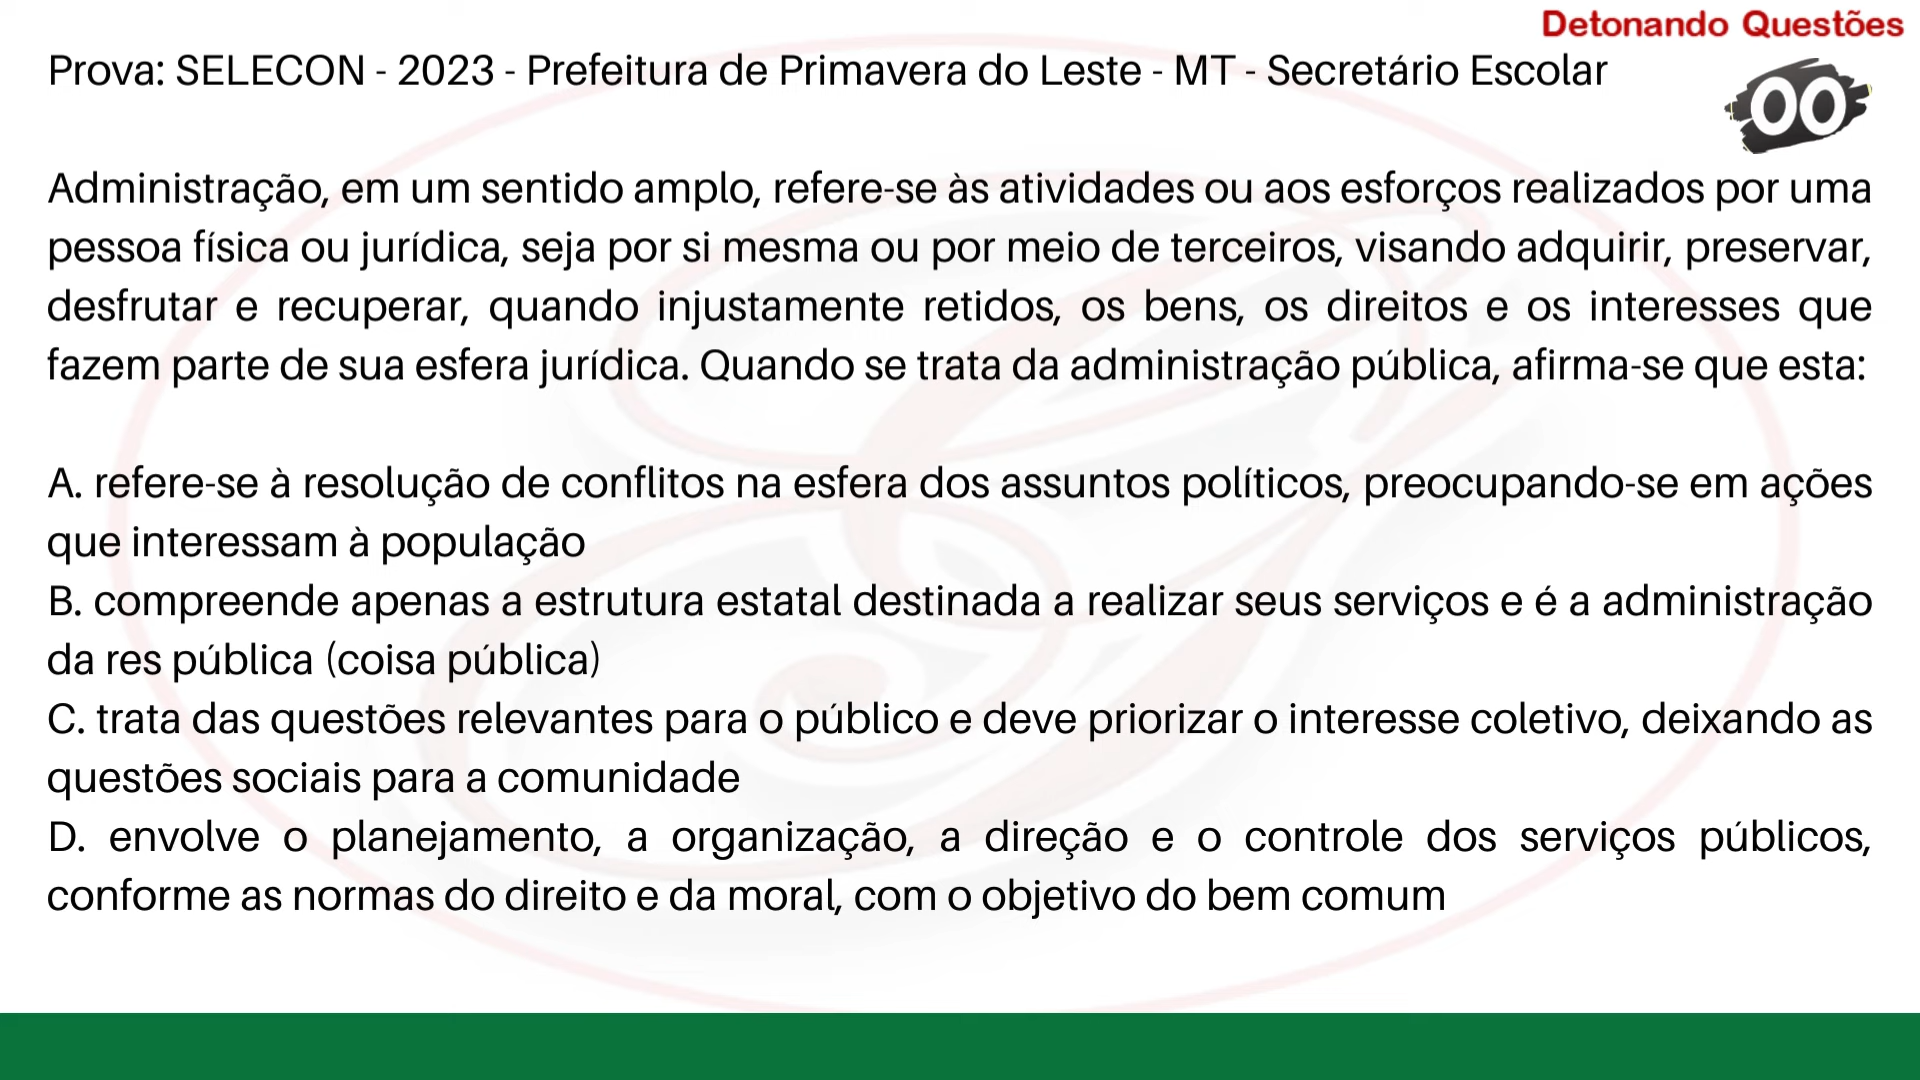 Detonando Questões
Prova: SELECON - 2023 - Prefeitura de Primavera do Leste - MT - Secretário Escolar
00
Administração, em um sentido amplo, refere-se às atividades ou aos esforços realizados por uma
pessoa física ou jurídica, seja por si mesma ou por meio de terceiros, visando adquirir, preservar,
desfrutar e recuperar, quando injustamente retidos, os bens, os direitos e os interesses que
fazem parte de sua esfera jurídica. Quando se trata da administração pública, afirma-se que esta:
A. refere-se à resolução de conflitos na esfera dos assuntos políticos, preocupando-se em ações
que interessam à população
B. compreende apenas a estrutura estatal destinada a realizar seus serviços e é a administração
da res pública (coisa pública)
C. trata das questões relevantes para o público e deve priorizar o interesse coletivo, deixando as
questões sociais para a comunidade
D. envolve o planejamento, a organização, a direção e o controle dos serviços públicos,
conforme as normas do direito e da moral, com o objetivo do bem comum